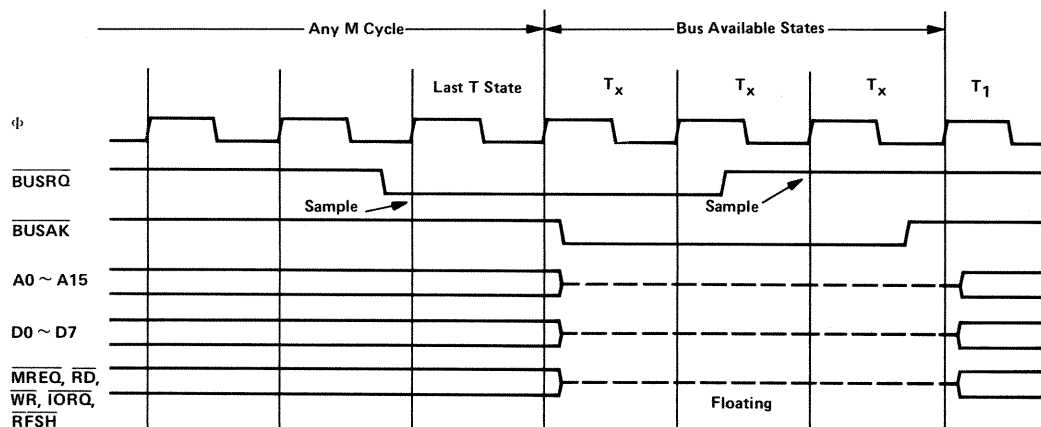 Any M Cycle
Bus Available States
Last T State
Tx
Tx
Tx
T1
Φ
BUSRQ
Sample
Sample
BUSAK
A0 ~ A15
D0 ~ D7
MREQ, RD,
WR, IORQ,
RFSH
Floating